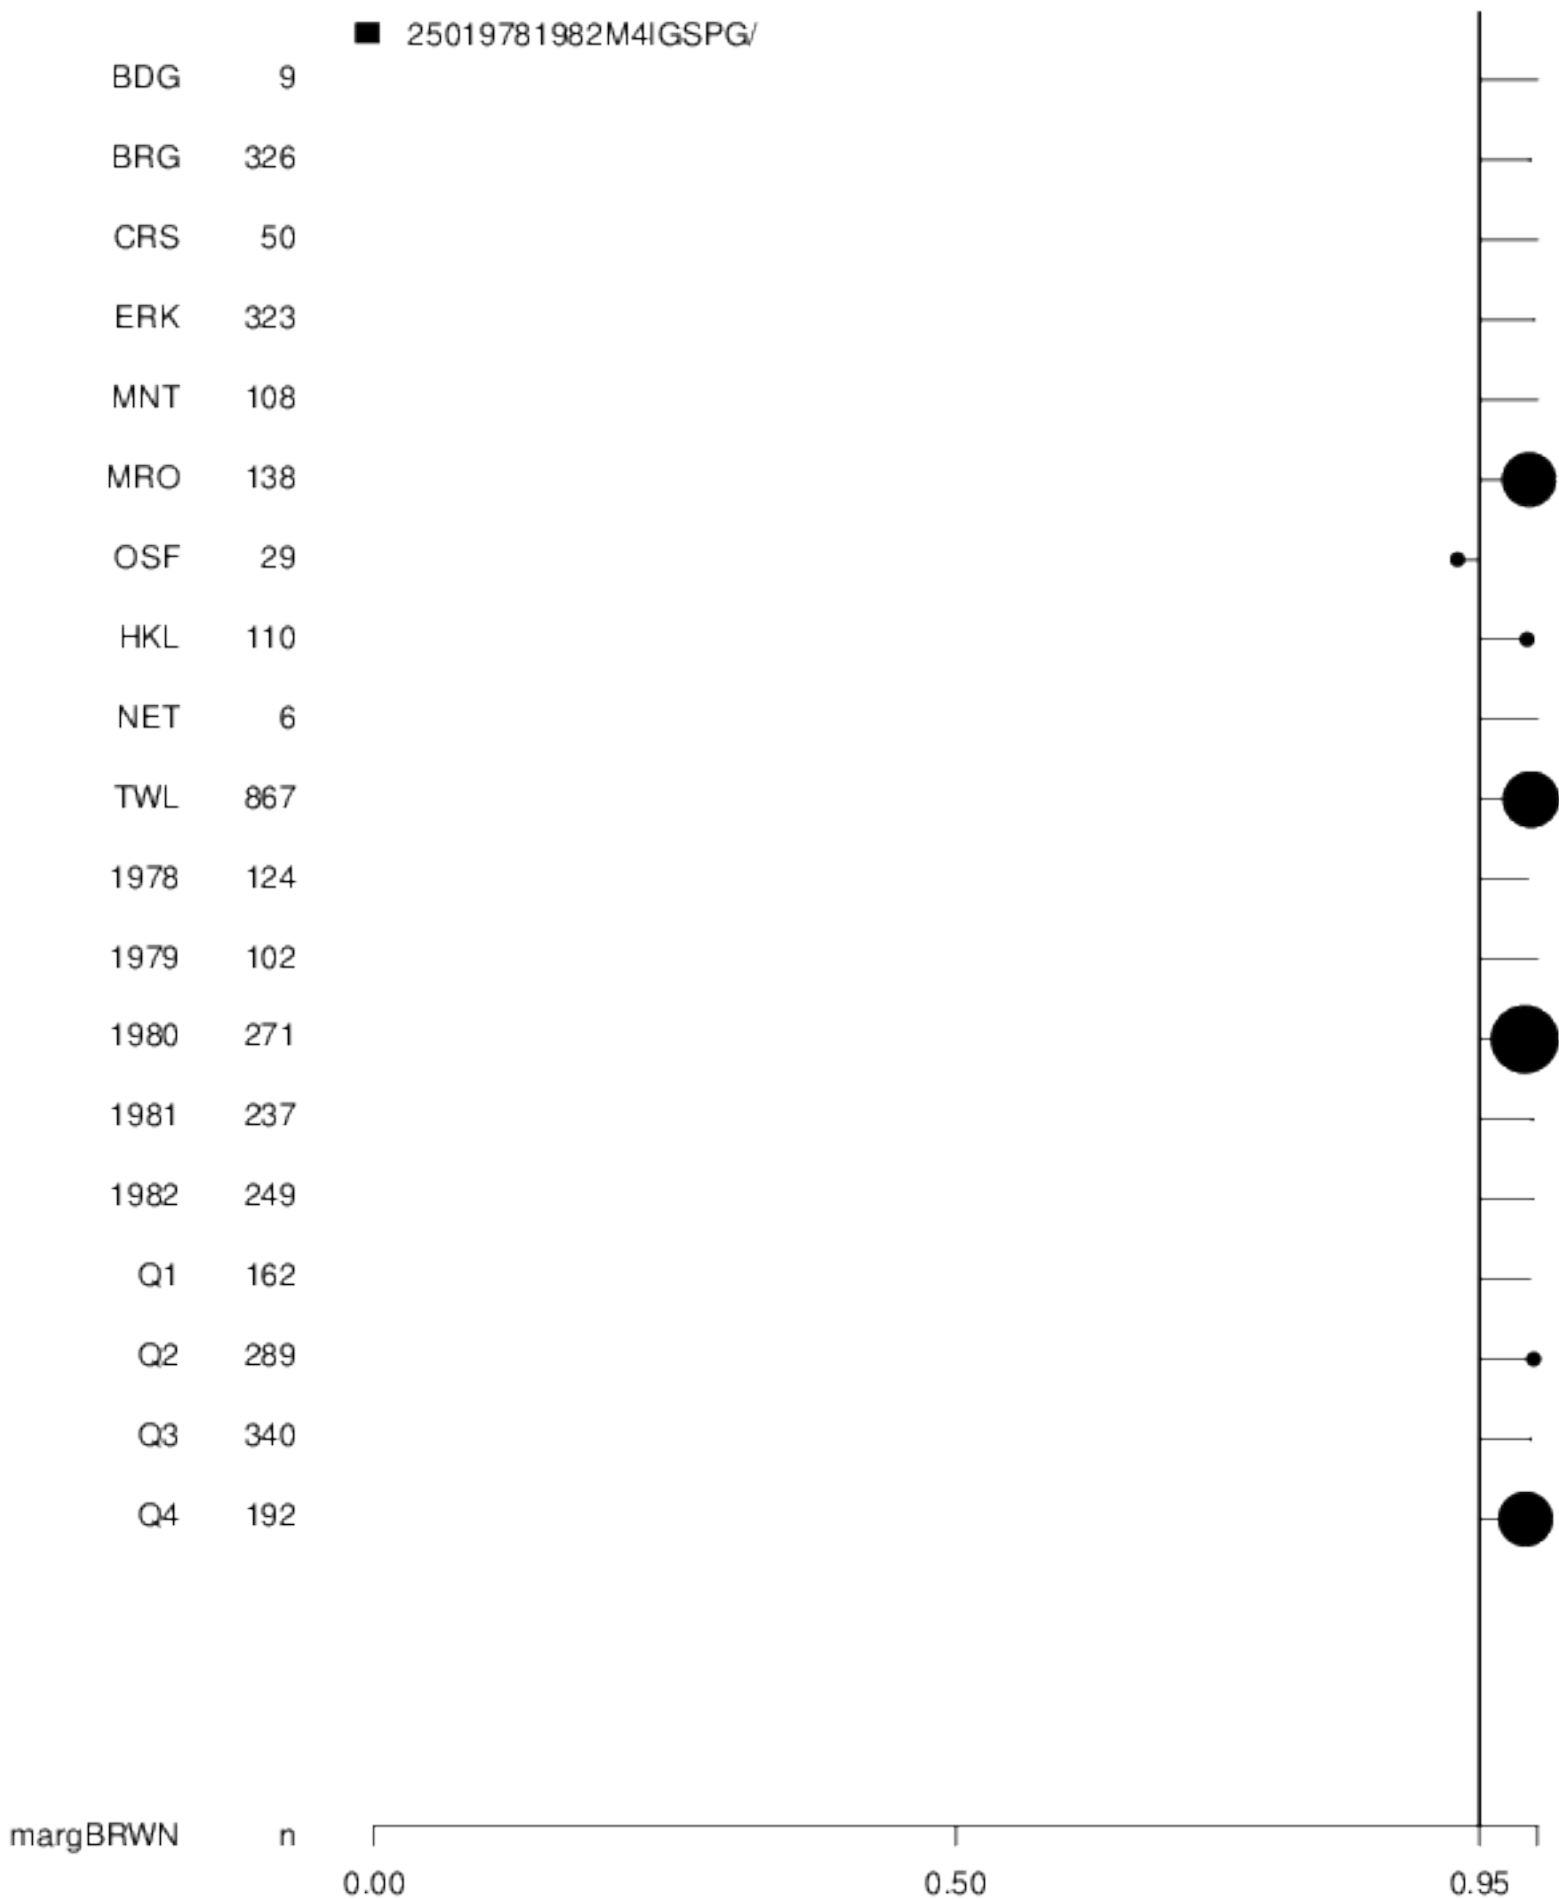 25019781982M4IGSPG/
BDG 9
BRG 326
CRS 50
ERK 323
MNT 108
MRO 138
OSF 29
HKL 110
NET 6
TWL 867
1978 124
1979 102
1980 271
1981 237
1982 249
Q1 162
Q2 289
Q3 340
Q4 192
margBRWN n
0.00 0.50 0.95